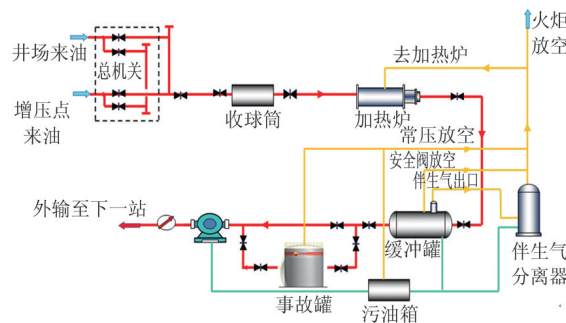 火炬
放空
井场来油
总机关
去加热炉
增压点
来油
收球筒
加热炉
常压放空
安全阀放空
伴生气出口
外输至下一站
缓冲罐
伴生气
分离器
事故罐
污油箱